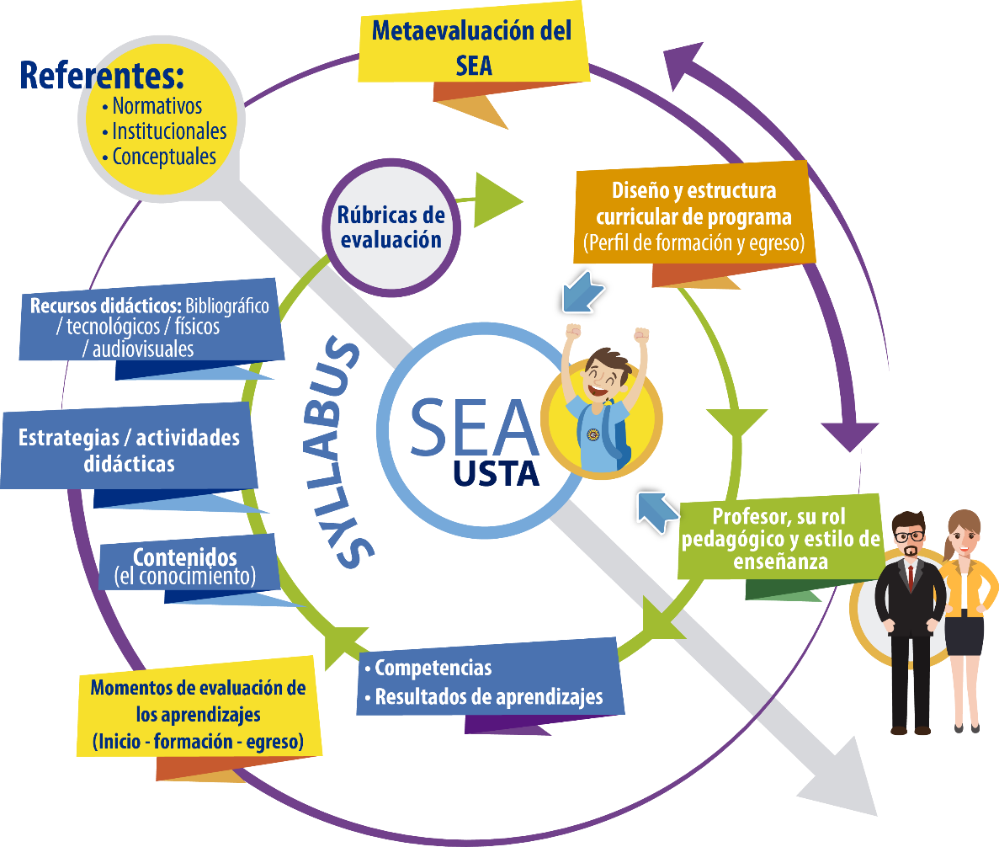 Metaevaluación del
SEA
Referentes:
• Normativos
• Institucionales
• Conceptuales
Rúbricas de
evaluación
Diseño y estructura
curricular de programa
(Perfil de formación y egreso)
Recursos didácticos: Bibliográfico
/ tecnológicos / físicos
/ audiovisuales
SYLLABUS
SEA
USTA
Estrategias / actividades
didácticas
Profesor, su rol
pedagógico y estilo de
enseñanza
Contenidos
(el conocimiento)
• Competencias
• Resultados de aprendizajes
Momentos de evaluación de
los aprendizajes
(Inicio - formación - egreso)